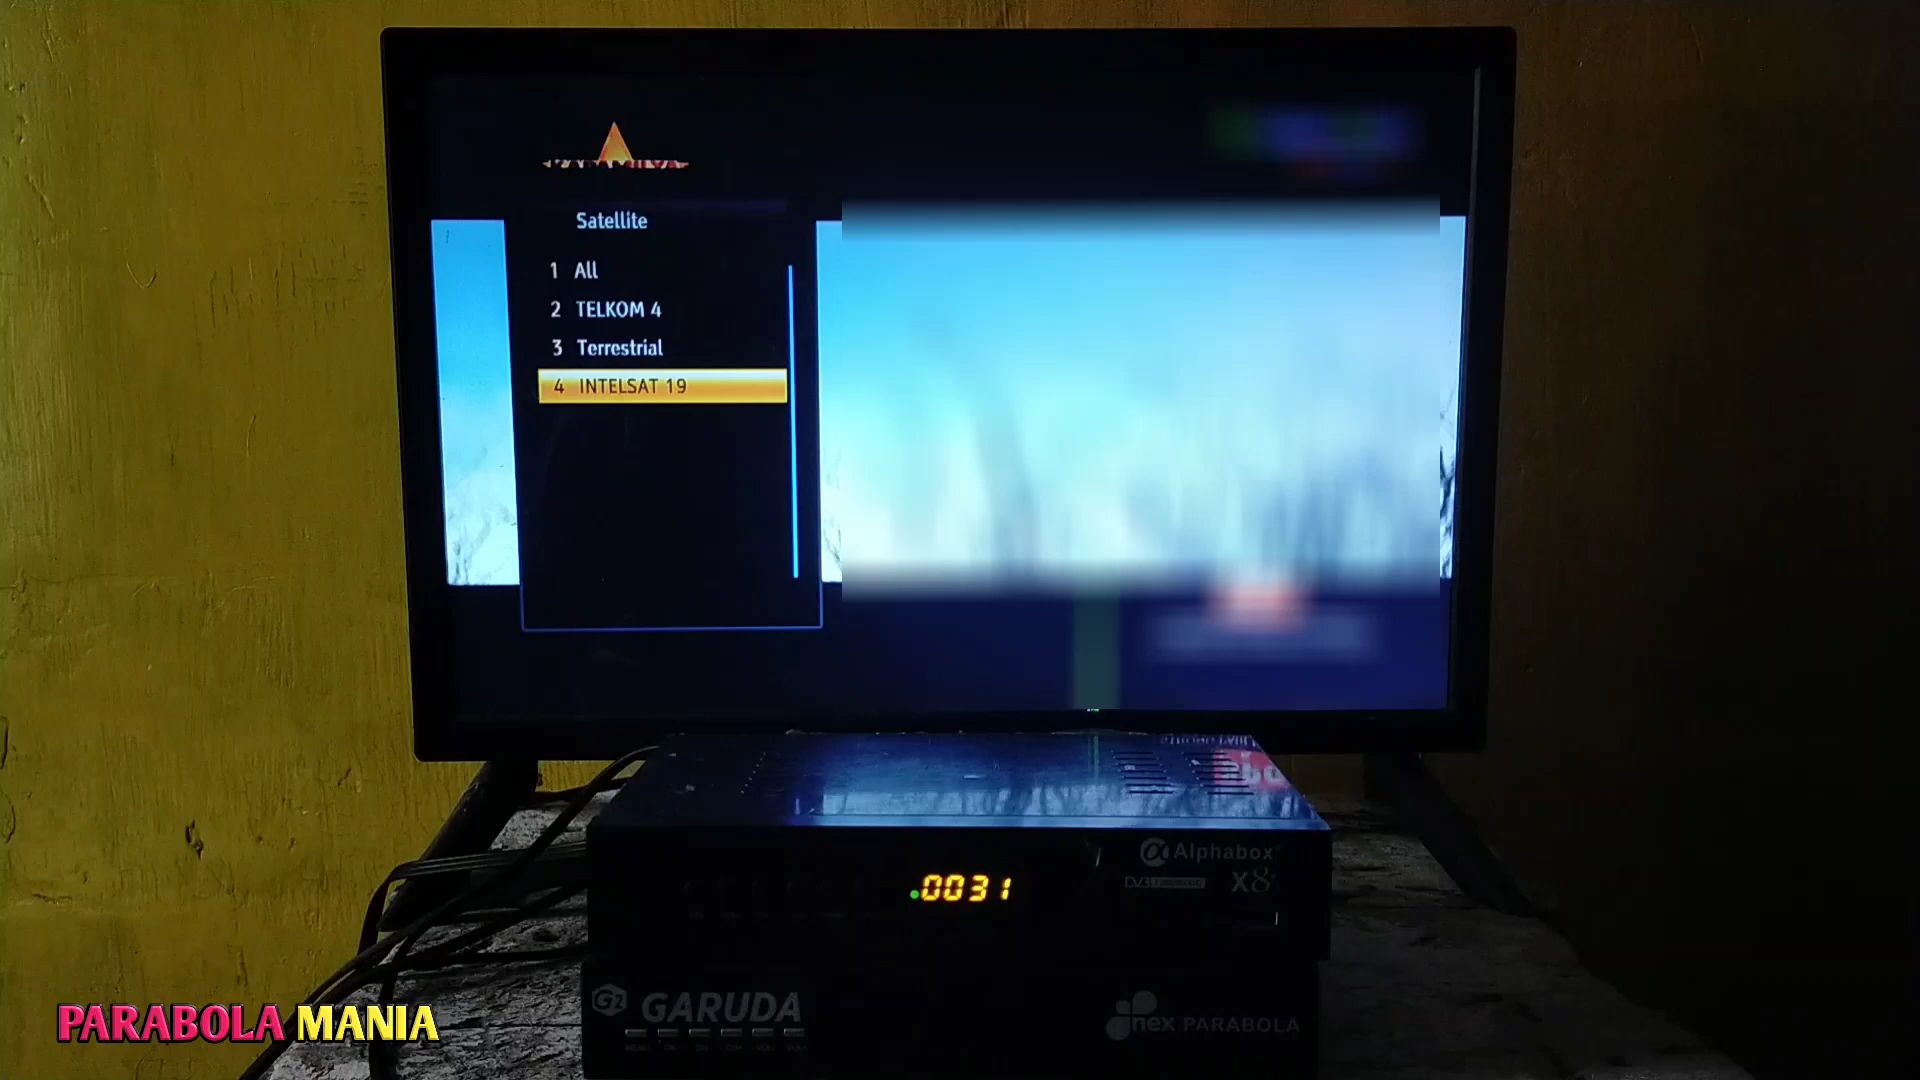 Satellite
1 All
2 TELKOM 4
3 Terrestrial
4 INTELSAT 19
Alphabox
X8
.0031
G2 GARUDA
nex PARABOLA
PARABOLA MANIA